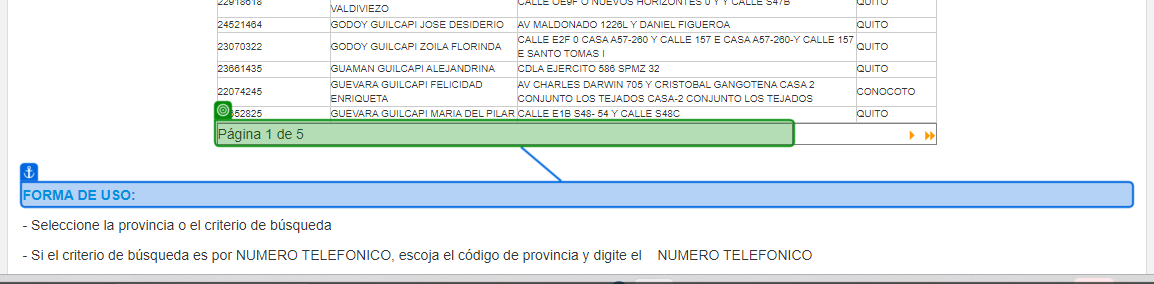 VALDIVIEZO
CALLE OE9F O NUEVOS HORIZONTES 0 Y Y CALLE S47B
QUITO
24521464 GODOY GUILCAPI JOSE DESIDERIO AV MALDONADO 1226L Y DANIEL FIGUEROA QUITO
23070322 GODOY GUILCAPI ZOILA FLORINDA CALLE E2F 0 CASA A57-260 Y CALLE 157 E CASA A57-260-Y CALLE 157 QUITO
E SANTO TOMAS I
23661435 GUAMAN GUILCAPI ALEJANDRINA CDLA EJERCITO 586 SPMZ 32 QUITO
22074245 GUEVARA GUILCAPI FELICIDAD AV CHARLES DARWIN 705 Y CRISTOBAL GANGOTENA CASA 2 CONOCOTO
ENRIQUETA CONJUNTO LOS TEJADOS CASA-2 CONJUNTO LOS TEJADOS
52825 GUEVARA GUILCAPI MARIA DEL PILAR CALLE E1B S48- 54 Y CALLE S48C QUITO
Página 1 de 5
FORMA DE USO:
- Seleccione la provincia o el criterio de búsqueda
- Si el criterio de búsqueda es por NUMERO TELEFONICO, escoja el código de provincia y digite el NUMERO TELEFONICO